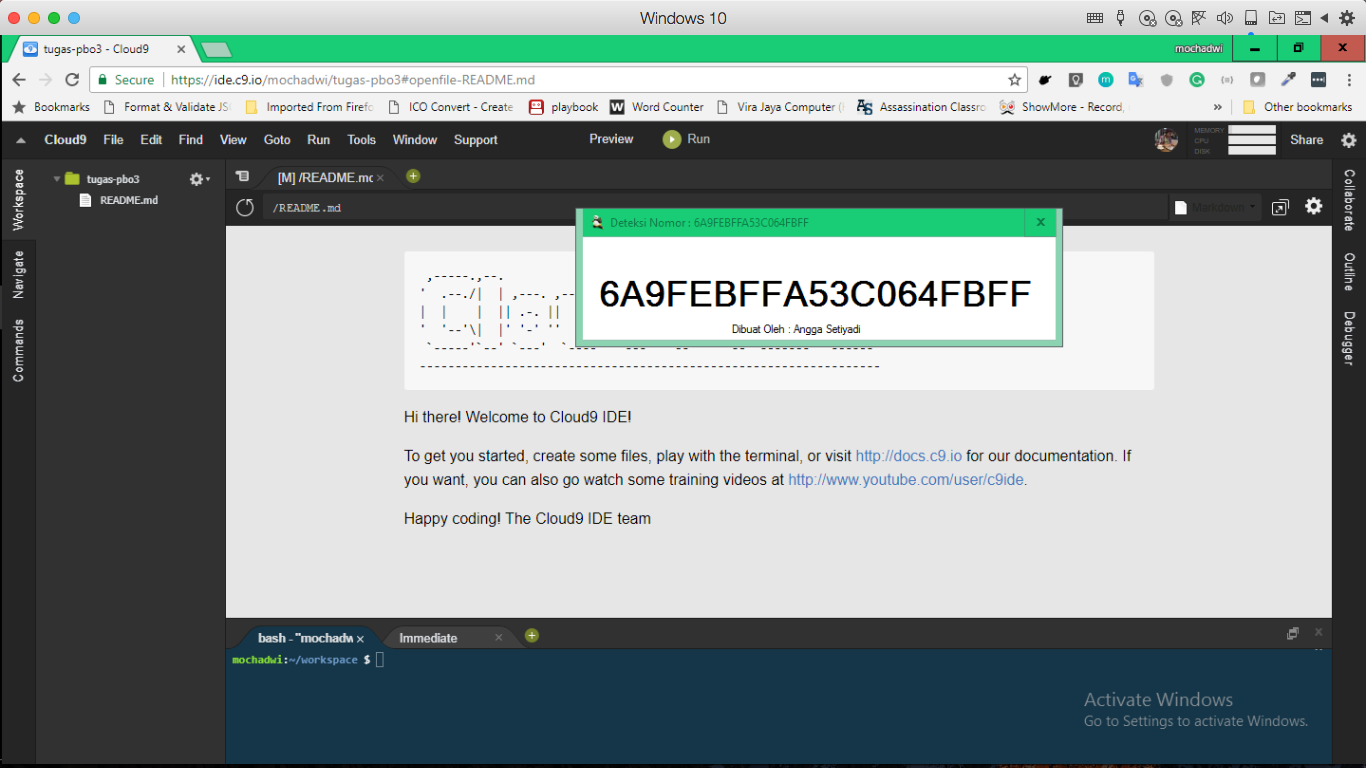 Windows 10
tugas-pbo3 - Cloud9
mochadwi
Secure https://ide.c9.io/mochadwi/tugas-pbo3#openfile-README.md
Bookmarks Format & Validate JS Imported From Firefo ICO Convert - Create playbook W Word Counter Vira Jaya Computer ( Assassination Classro ShowMore - Record, » Other bookmarks
Cloud9 File Edit Find View Goto Run Tools Window Support Preview Run MEMORY CPU DISK Share
Workspace
Navigate
Commands
tugas-pbo3
README.md
[M] /README.mc
/README.md
Markdown
Collaborate
Outline
Debugger
Deteksi Nomor : 6A9FEBFFA53C064FBFF
6A9FEBFFA53C064FBFF
Dibuat Oleh : Angga Setiyadi
Hi there! Welcome to Cloud9 IDE!
To get you started, create some files, play with the terminal, or visit http://docs.c9.io for our documentation. If
you want, you can also go watch some training videos at http://www.youtube.com/user/c9ide.
Happy coding! The Cloud9 IDE team
bash - "mochadw Immediate
mochadwi:~/workspace $
Activate Windows
Go to Settings to activate Windows.